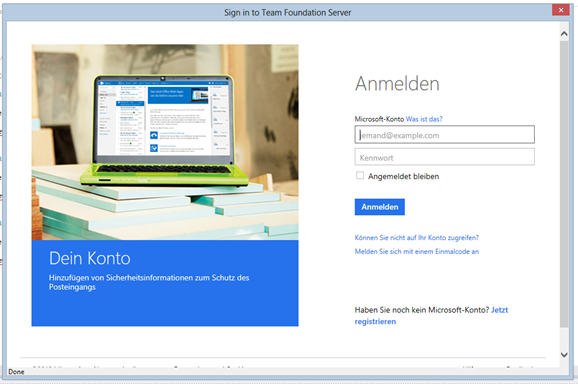 Sign in to Team Foundation Server
Anmelden
Microsoft-Konto Was ist das?
jemand@example.com
Kennwort
Angemeldet bleiben
Anmelden
Können Sie nicht auf Ihr Konto zugreifen?
Melden Sie sich mit einem Einmalcode an
Dein Konto
Hinzufügen von Sicherheitsinformationen zum Schutz des
Posteingangs
Haben Sie noch kein Microsoft-Konto? Jetzt
registrieren
Done